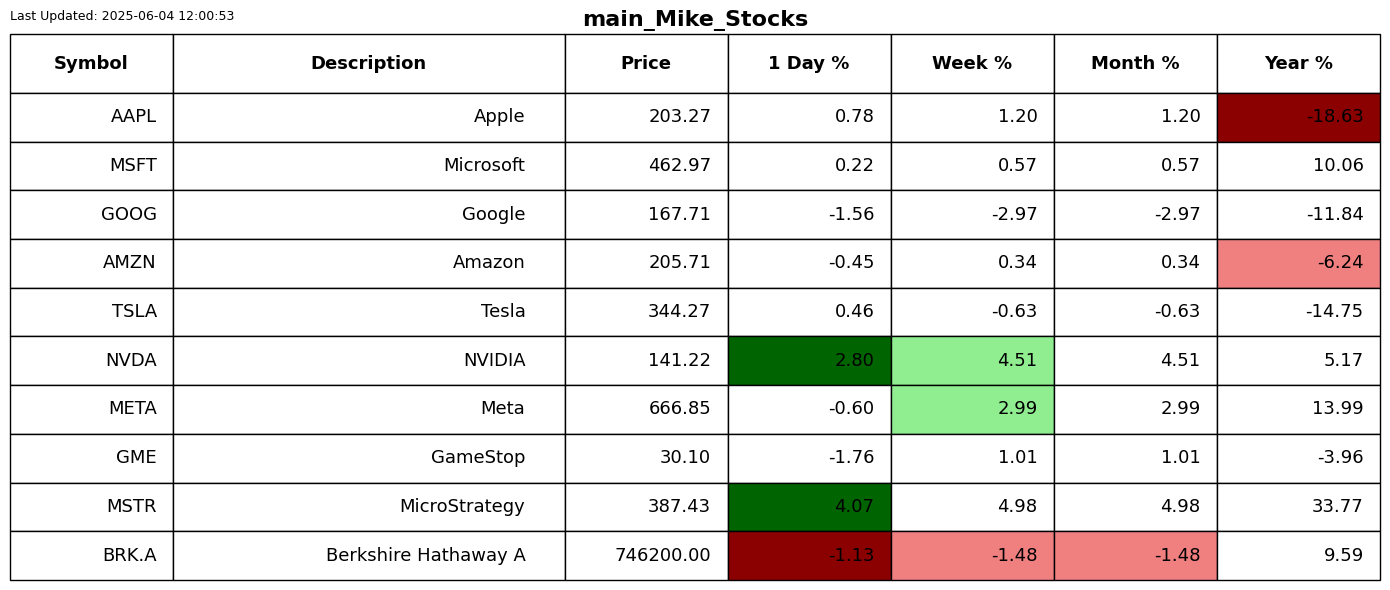 Last Updated: 2025-06-04 12:00:53
main_Mike_Stocks
Symbol Description Price 1 Day % Week % Month % Year %
AAPL Apple 203.27 0.78 1.20 1.20 -18.63
MSFT Microsoft 462.97 0.22 0.57 0.57 10.06
GOOG Google 167.71 -1.56 -2.97 -2.97 -11.84
AMZN Amazon 205.71 -0.45 0.34 0.34 -6.24
TSLA Tesla 344.27 0.46 -0.63 -0.63 -14.75
NVDA NVIDIA 141.22 2.80 4.51 4.51 5.17
META Meta 666.85 -0.60 2.99 2.99 13.99
GME GameStop 30.10 -1.76 1.01 1.01 -3.96
MSTR MicroStrategy 387.43 4.07 4.98 4.98 33.77
BRK.A Berkshire Hathaway A 746200.00 -1.13 -1.48 -1.48 9.59